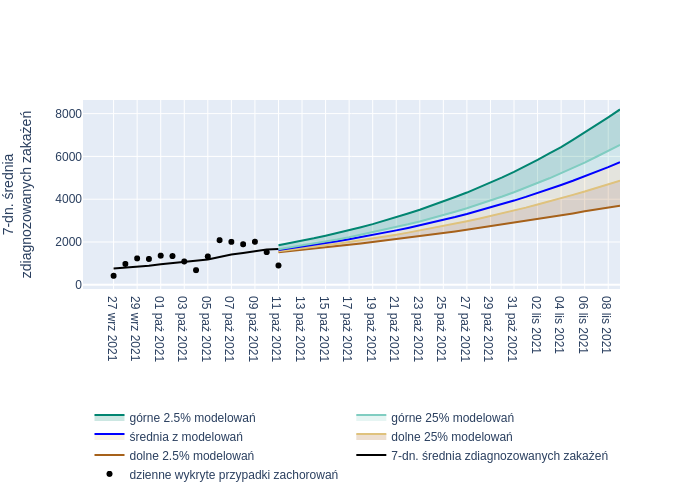 7-dn. średnia
zdiagnozowanych zakażeń
8000
6000
4000
2000
0
27 wrz 2021
29 wrz 2021
01 paź 2021
03 paź 2021
05 paź 2021
07 paź 2021
09 paź 2021
11 paź 2021
13 paź 2021
15 paź 2021
17 paź 2021
19 paź 2021
21 paź 2021
23 paź 2021
25 paź 2021
27 paź 2021
29 paź 2021
31 paź 2021
02 lis 2021
04 lis 2021
06 lis 2021
08 lis 2021
górne 2.5% modelowań
górne 25% modelowań
średnia z modelowań
dolne 25% modelowań
dolne 2.5% modelowań
7-dn. średnia zdiagnozowanych zakażeń
dzienne wykryte przypadki zachorowań